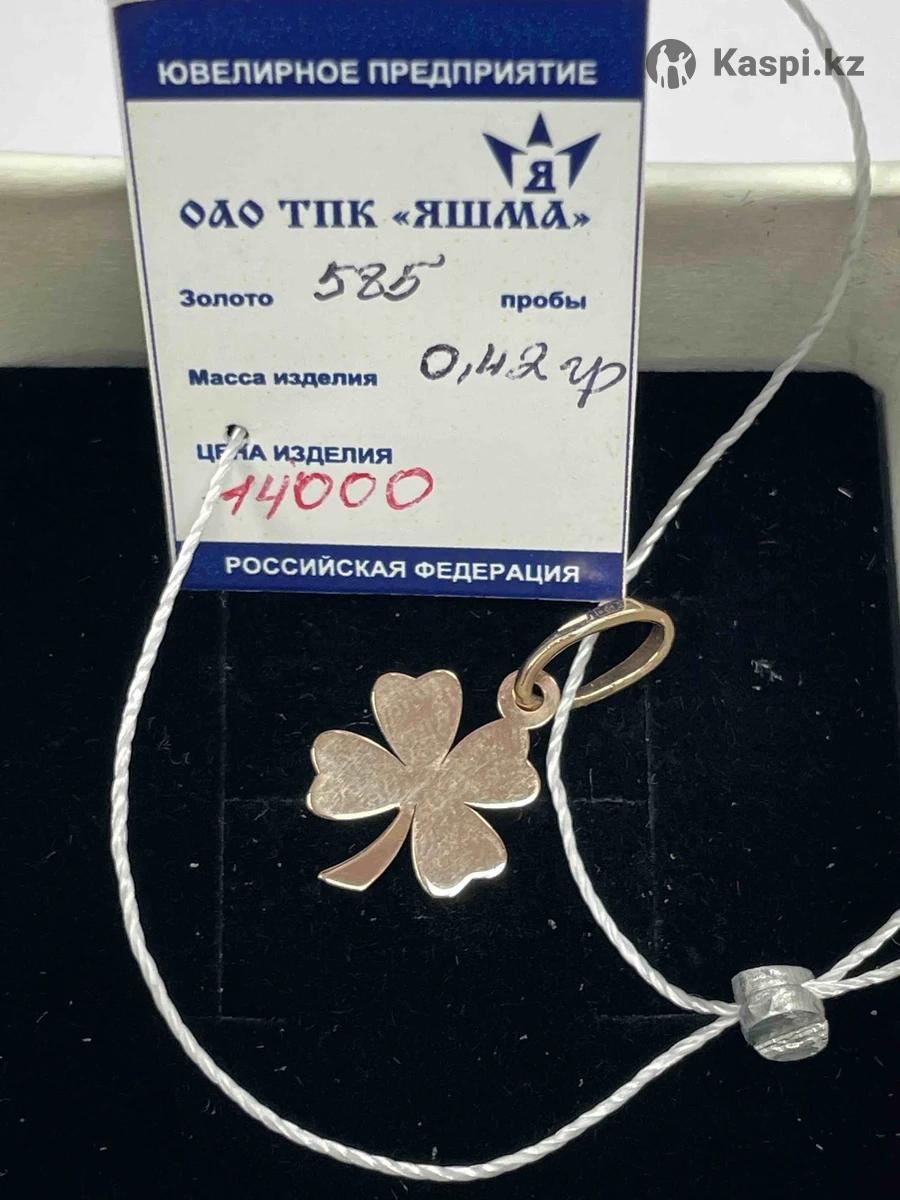 Kaspi.kz
ЮВЕЛИРНОЕ ПРЕДПРИЯТИЕ
Я
ОАО ТПК «ЯШМА»
Золото 585 пробы
Масса изделия 0,42 гр
ЦЕНА ИЗДЕЛИЯ
14000
РОССИЙСКАЯ ФЕДЕРАЦИЯ